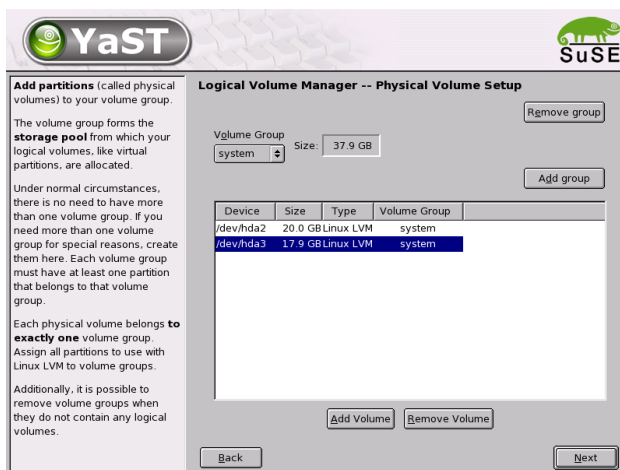 YaST
SuSE
Add partitions (called physical
volumes) to your volume group.
The volume group forms the
storage pool from which your
logical volumes, like virtual
partitions, are allocated.
Under normal circumstances,
there is no need to have more
than one volume group. If you
need more than one volume
group for special reasons, create
them here. Each volume group
must have at least one partition
that belongs to that volume
group.
Each physical volume belongs to
exactly one volume group.
Assign all partitions to use with
Linux LVM to volume groups.
Additionally, it is possible to
remove volume groups when
they do not contain any logical
volumes.
Logical Volume Manager -- Physical Volume Setup
Remove group
Volume Group
system Size: 37.9 GB
Add group
Device Size Type Volume Group
/dev/hda2 20.0 GB Linux LVM system
/dev/hda3 17.9 GB Linux LVM system
Add Volume Remove Volume
Back Next